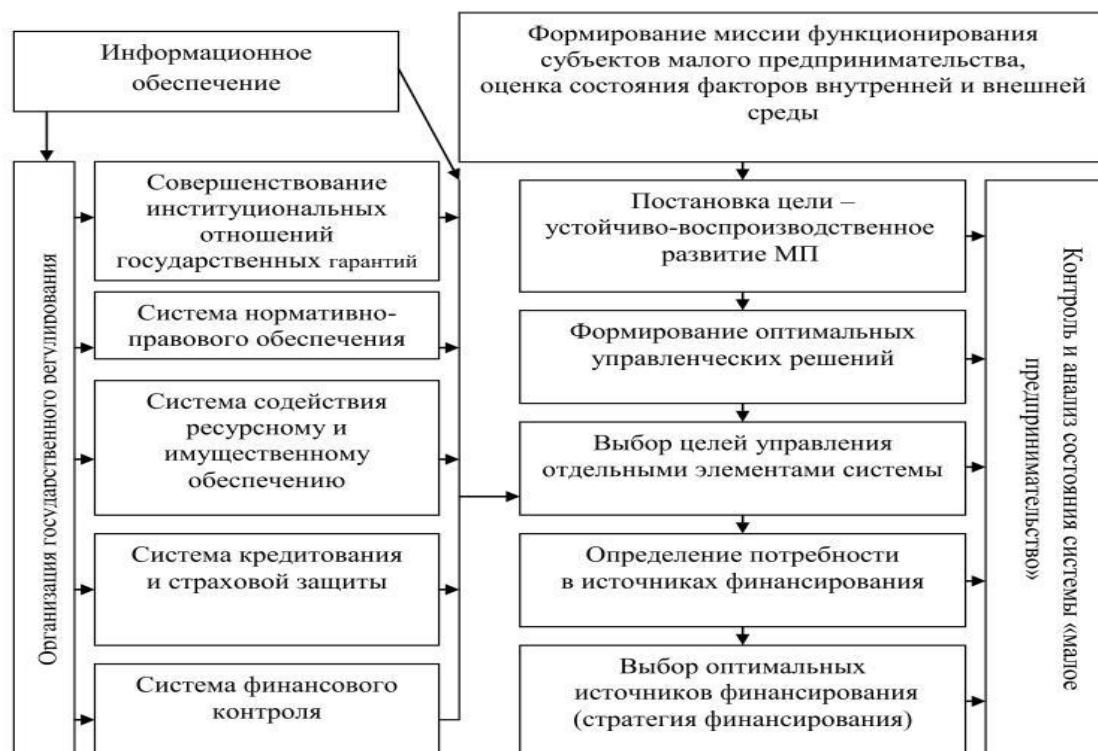 Информационное
обеспечение
Формирование миссии функционирования
субъектов малого предпринимательства,
оценка состояния факторов внутренней и внешней
среды
Организация государственного регулирования
Совершенствование
институциональных
отношений
государственных гарантий
Система нормативно-
правового обеспечения
Система содействия
ресурсному и
имущественному
обеспечению
Система кредитования
и страховой защиты
Система финансового
контроля
Постановка цели –
устойчиво-воспроизводственное
развитие МП
Формирование оптимальных
управленческих решений
Выбор целей управления
отдельными элементами системы
Определение потребности
в источниках финансирования
Выбор оптимальных
источников финансирования
(стратегия финансирования)
Контроль и анализ состояния системы «малое
предпринимательство»